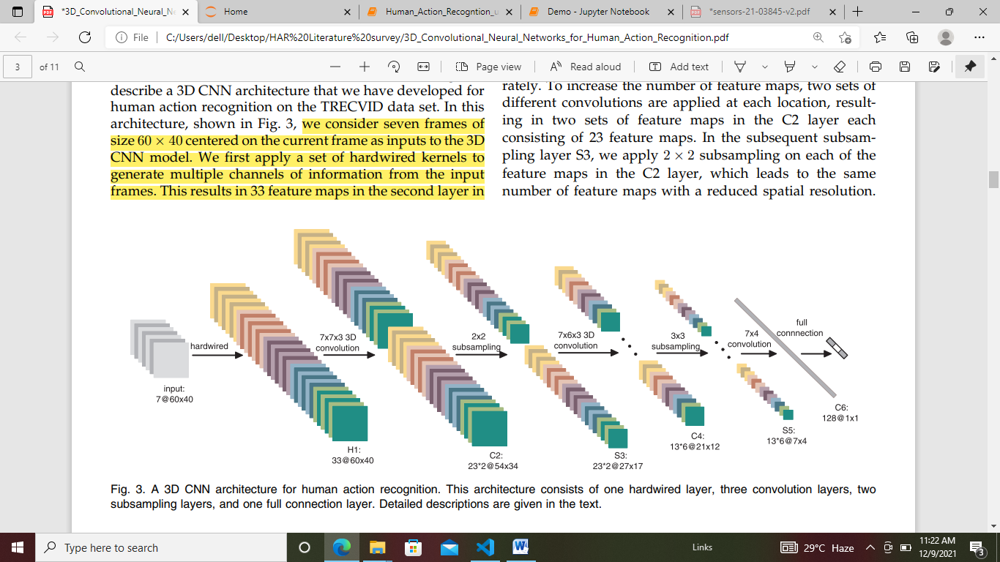 *3D_Convolutional_Neural_N
Home
Human_Action_Recogntion_u
Demo - Jupyter Notebook
*sensors-21-03845-v2.pdf
File
C:/Users/dell/Desktop/HAR%20Literature%20survey/3D_Convolutional_Neural_Networks_for_Human_Action_Recognition.pdf
3 of 11
Page view
Read aloud
Add text
describe a 3D CNN architecture that we have developed for
human action recognition on the TRECVID data set. In this
architecture, shown in Fig. 3, we consider seven frames of
size 60 × 40 centered on the current frame as inputs to the 3D
CNN model. We first apply a set of hardwired kernels to
generate multiple channels of information from the input
frames. This results in 33 feature maps in the second layer in
rately. To increase the number of feature maps, two sets of
different convolutions are applied at each location, result-
ing in two sets of feature maps in the C2 layer each
consisting of 23 feature maps. In the subsequent subsam-
pling layer S3, we apply 2 × 2 subsampling on each of the
feature maps in the C2 layer, which leads to the same
number of feature maps with a reduced spatial resolution.
input:
7@60x40
hardwired
H1:
33@60x40
7x7x3 3D
convolution
C2:
23*2@54x34
2x2
subsampling
S3:
23*2@27x17
7x6x3 3D
convolution
C4:
13*6@21x12
3x3
subsampling
S5:
13*6@7x4
7x4
convolution
C6:
128@1x1
full
connnection
Fig. 3. A 3D CNN architecture for human action recognition. This architecture consists of one hardwired layer, three convolution layers, two
subsampling layers, and one full connection layer. Detailed descriptions are given in the text.
Type here to search
Links
29°C Haze
11:22 AM
12/9/2021
3